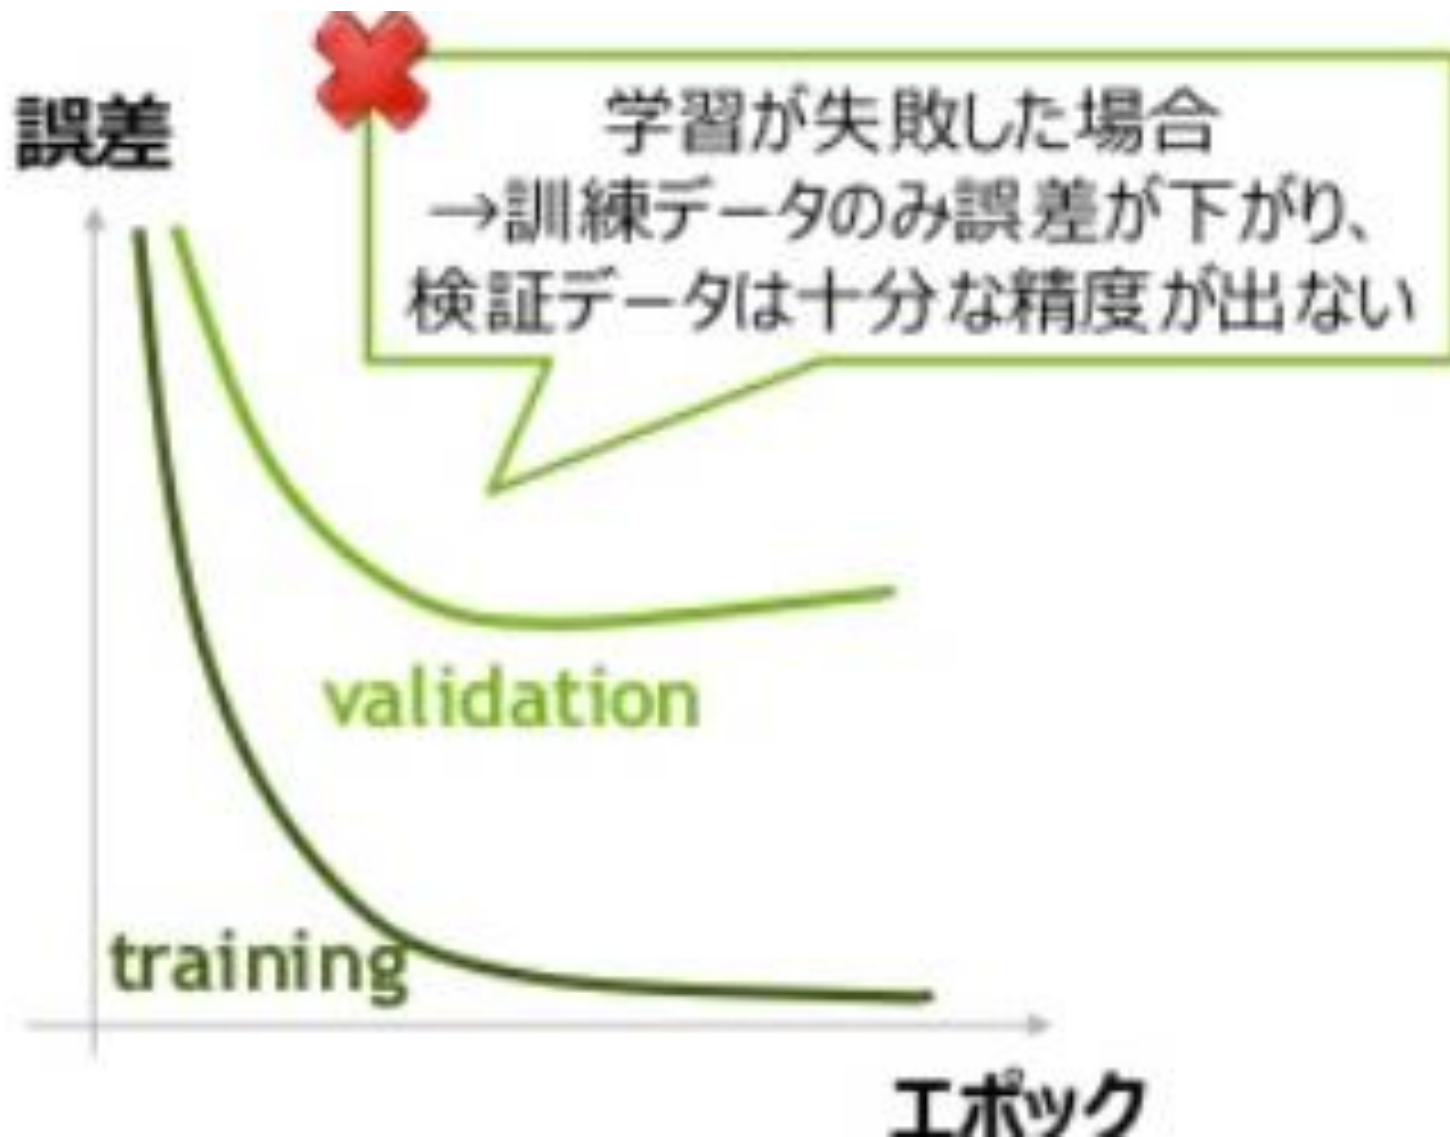 誤差
学習が失敗した場合
→訓練データのみ誤差が下がり、
検証データは十分な精度が出ない
validation
training
エポック